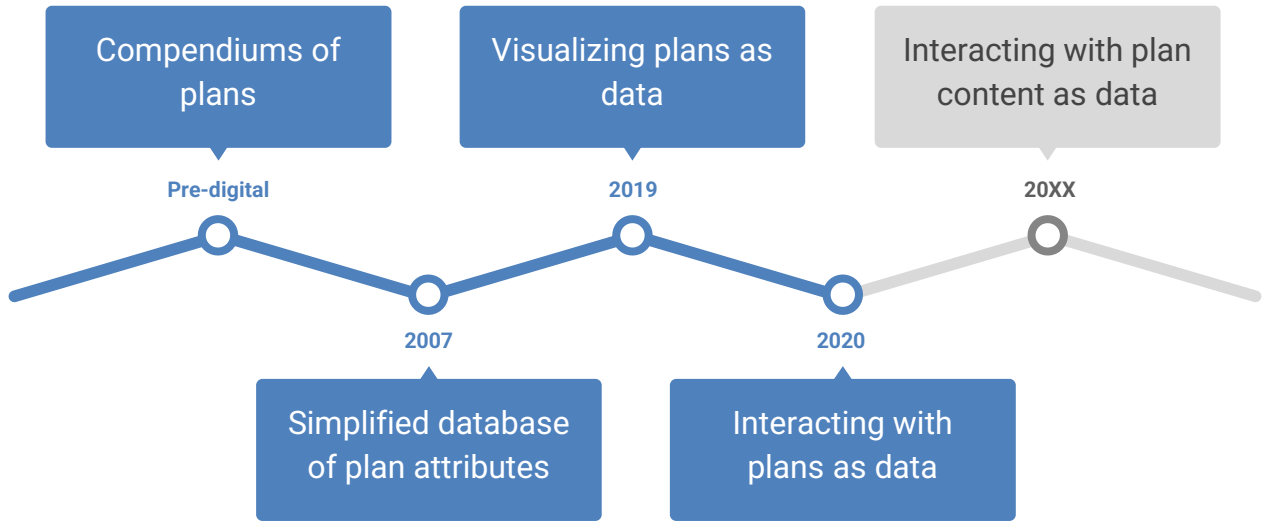 Compendiums of
plans
Pre-digital
2007
Simplified database
of plan attributes
Visualizing plans as
data
2019
2020
Interacting with
plans as data
Interacting with plan
content as data
20XX